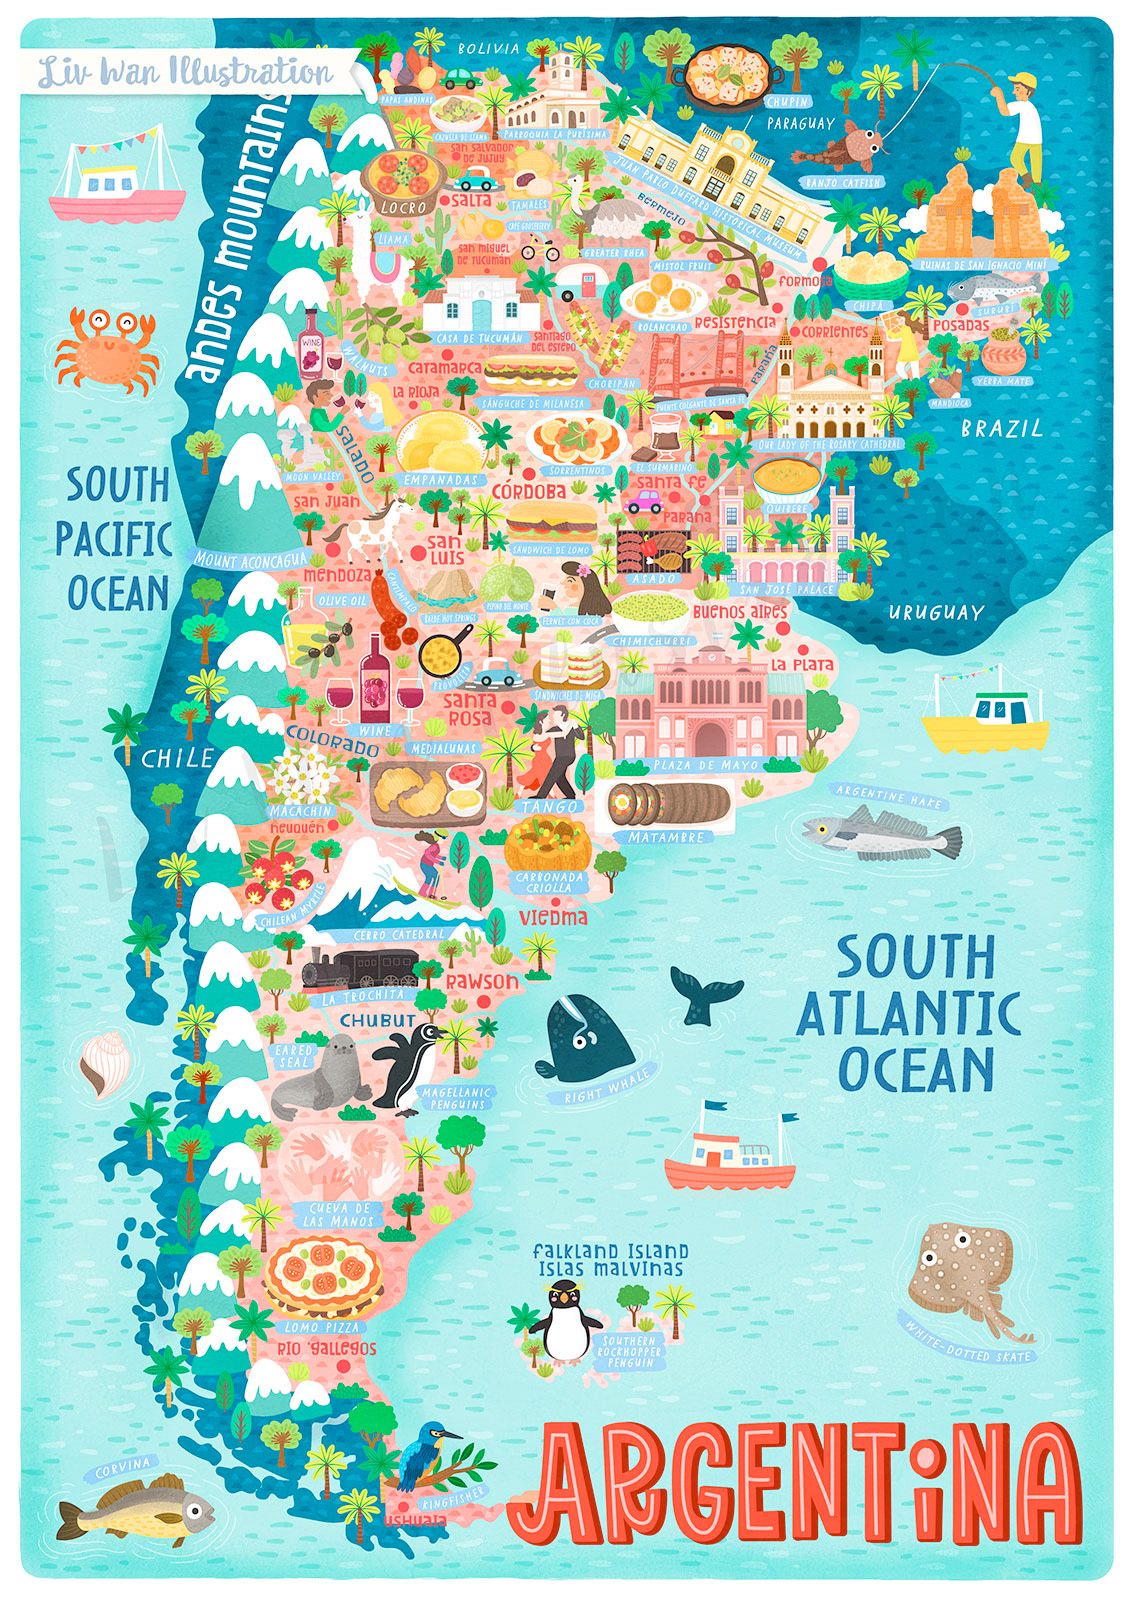 Liv Wan Illustration
BOLIVIA
PAPAS ANDINAS
CAZUELA DE LLAMA
PARROQUIA LA PURÍSIMA
CHUPIN
PARAGUAY
JUAN PABLO DUFFARD HISTORICAL MUSEUM
BANJO CATFISH
SAN SALVADOR
DE JUJUY
LOCRO
SALTA
TAMALES
CAPE GOOSEBERRY
BERMEJO
LLAMA
SAN MIGUEL
DE TUCUMÁN
GREATER RHEA
MISTOL FRUIT
RUINAS DE SAN IGNACIO MINÍ
FORMOSA
CHIPÁ
SURUBÍ
ANDES MOUNTAINS
WINE
CASA DE TUCUMÁN
BOLANCHAO
RESISTENCIA
CORRIENTES
POSADAS
SANTIAGO
DEL ESTERO
WALNUTS
CATAMARCA
LA RIOJA
CHORIPÁN
PARANÁ
YERBA MATE
MANDIOCA
SÁNGUCHE DE MILANESA
PUENTE COLGANTE DE SANTA FE
BRAZIL
SALADO
OUR LADY OF THE ROSARY CATHEDRAL
MOON VALLEY
EMPANADAS
SORRENTINOS
EL SUBMARINO
SOUTH
PACIFIC
OCEAN
SAN JUAN
CÓRDOBA
SANTA FE
QUIBEBE
PARANÁ
MOUNT ACONCAGUA
SAN
LUIS
SANDWICH DE LOMO
ASADO
SAN JOSÉ PALACE
MENDOZA
OLIVE OIL
CANTIMPALO
BALDE HOT SPRINGS
PEPINO DEL MONTE
FERNET CON COCA
CHIMICHURRI
BUENOS AIRES
URUGUAY
LA PLATA
PROVOLETA
SANDWICHES DE MIGA
SANTA
ROSA
WINE
COLORADO
MEDIALUNAS
PLAZA DE MAYO
CHILE
MACACHIN
TANGO
ARGENTINE HAKE
NEUQUÉN
MATAMBRE
CARBONADA
CRIOLLA
CHILEAN MYRTLE
CERRO CATEDRAL
VIEDMA
SOUTH
ATLANTIC
OCEAN
LA TROCHITA
RAWSON
CHUBUT
EARED
SEAL
MAGELLANIC
PENGUINS
RIGHT WHALE
CUEVA DE
LAS MANOS
FALKLAND ISLAND
ISLAS MALVINAS
SOUTHERN
ROCKHOPPER
PENGUIN
WHITE-DOTTED SKATE
LOMO PIZZA
RIO 'GALLEGOS
CORVINA
KINGFISHER
USHUAIA
ARGENTINA